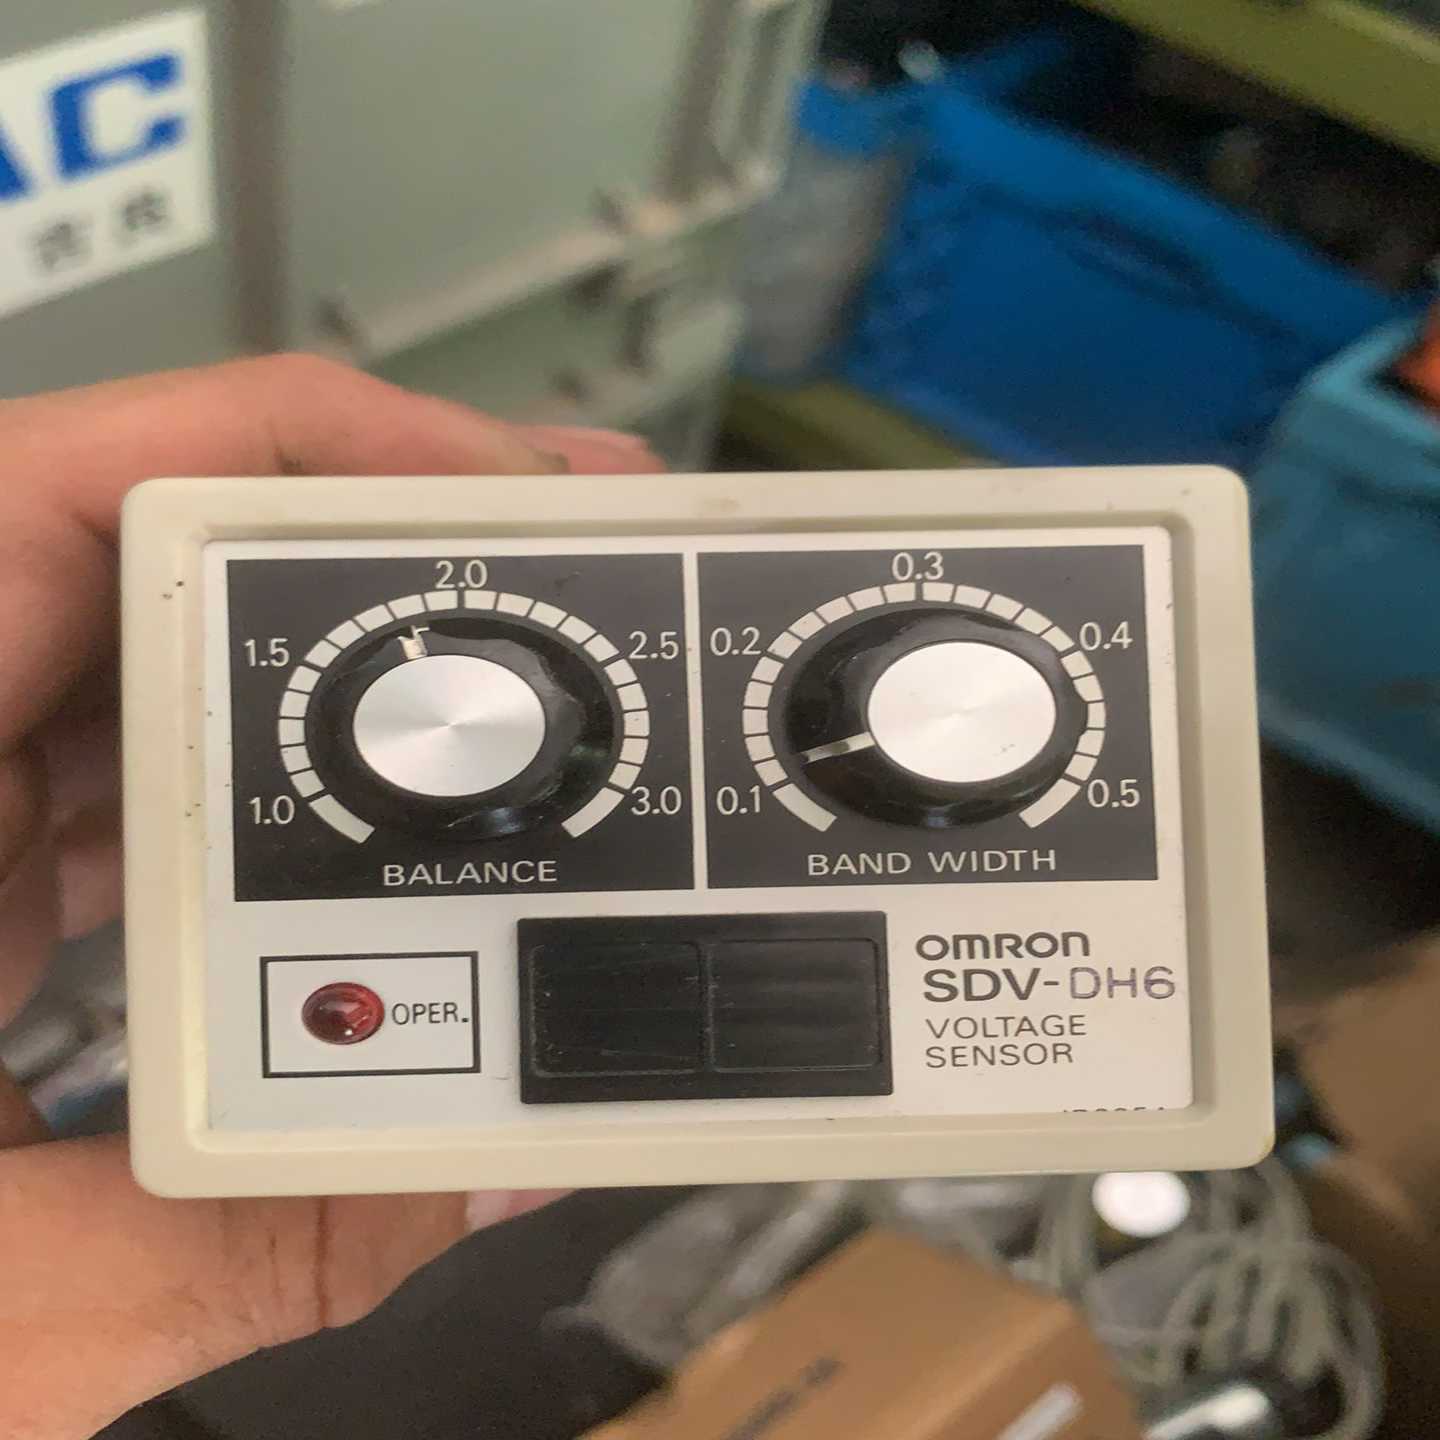 AC
2.0
1.5
2.5
1.0
3.0
BALANCE
0.3
0.2
0.4
0.1
0.5
BAND WIDTH
OPER.
OMRON
SDV-DH6
VOLTAGE
SENSOR